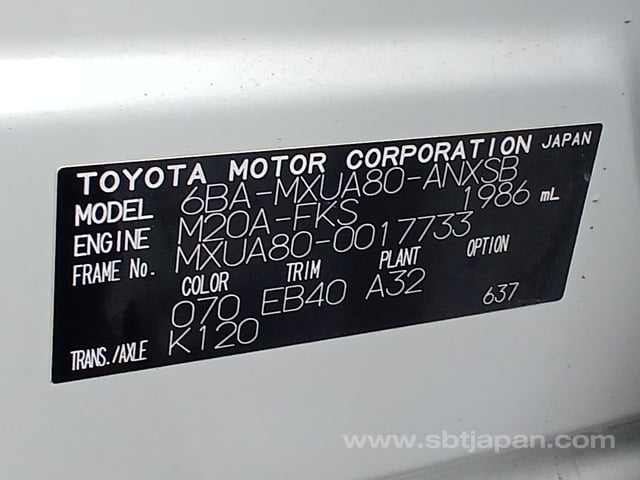 TOYOTA MOTOR CORPORATION JAPAN
MODEL 6BA-MXUA80-ANXSB
ENGINE M20A-FKS 1986 mL
FRAME No. MXUA80-0017733
COLOR TRIM PLANT OPTION
070 EB40 A32 637
TRANS./AXLE K120
www.sbtjapan.com